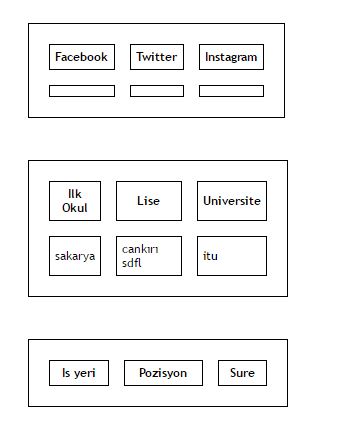 Facebook Twitter Instagram
Ilk Okul Lise Universite
sakarya cankırı sdfl itu
Is yeri Pozisyon Sure